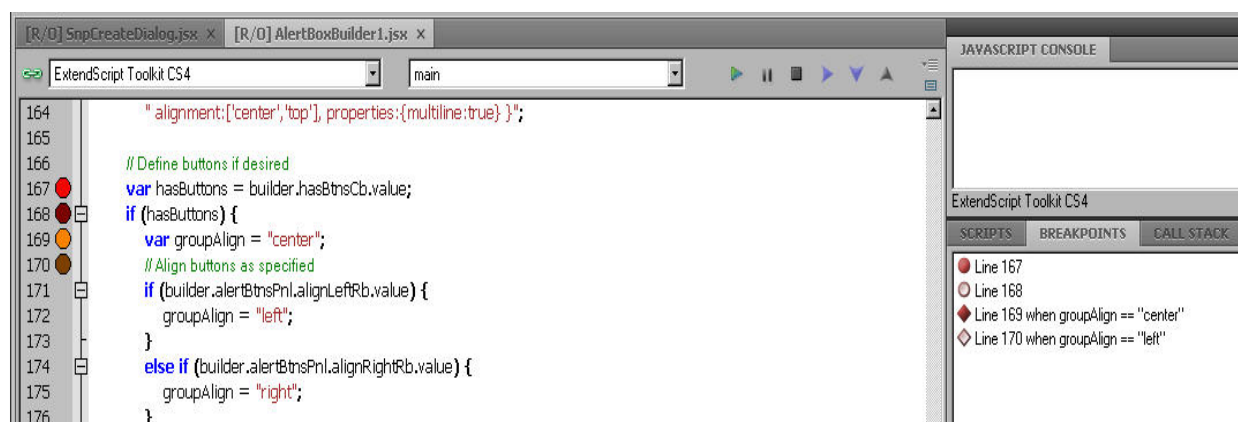 [R/O] SnpCreateDialog.jsx X [R/O] AlertBoxBuilder1.jsx X
ExtendScript Toolkit CS4 main
164 " alignment:['center','top'], properties:{multiline:true} }";
165
166 // Define buttons if desired
167 var hasButtons = builder.hasBtnsCb.value;
168 if (hasButtons) {
169 var groupAlign = "center";
170 // Align buttons as specified
171 if (builder.alertBtnsPnl.alignLeftRb.value) {
172 groupAlign = "left";
173 }
174 else if (builder.alertBtnsPnl.alignRightRb.value) {
175 groupAlign = "right";
176 }
JAVASCRIPT CONSOLE
ExtendScript Toolkit CS4
SCRIPTS BREAKPOINTS CALL STACK
Line 167
Line 168
Line 169 when groupAlign == "center"
Line 170 when groupAlign == "left"